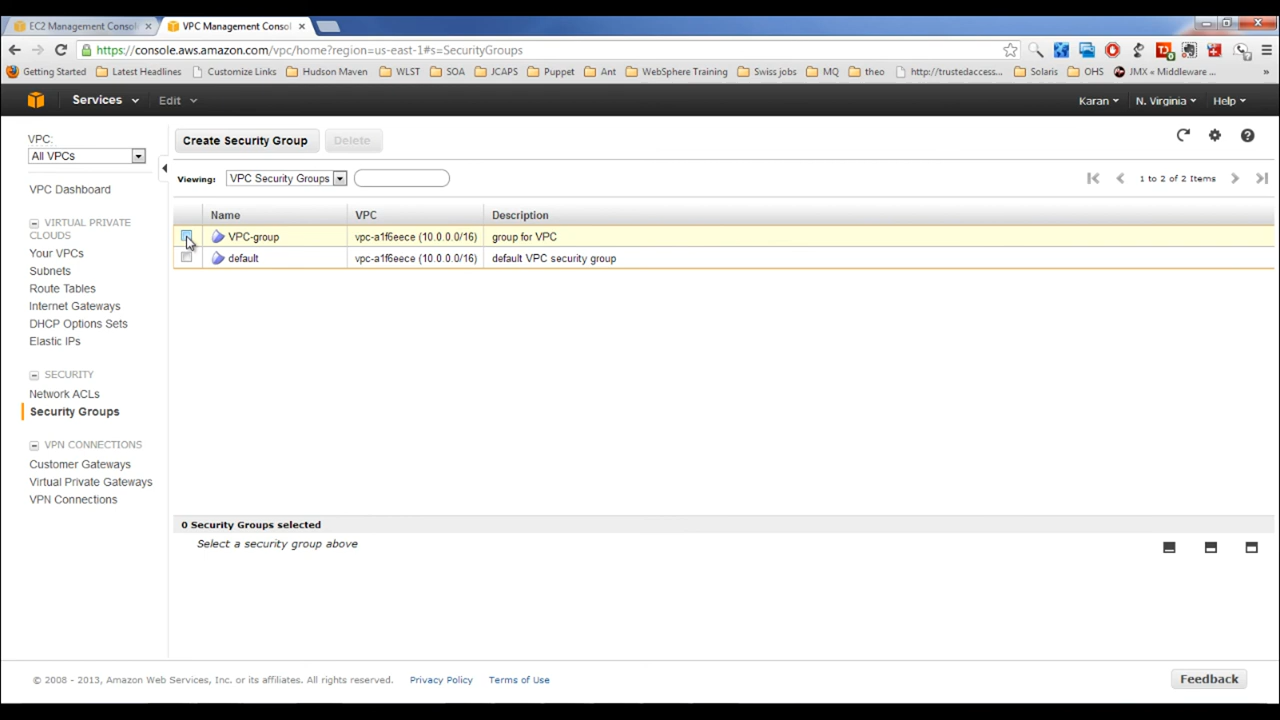 EC2 Management Consol
VPC Management Consol
https://console.aws.amazon.com/vpc/home?region=us-east-1#s=SecurityGroups
Getting Started Latest Headlines Customize Links Hudson Maven WLST SOA JCAPS Puppet Ant WebSphere Training Swiss jobs MQ theo http://trustedaccess... Solaris OHS JMX « Middleware ... »
Services Edit Karan N. Virginia Help
VPC:
All VPCs
VPC Dashboard
VIRTUAL PRIVATE
CLOUDS
Your VPCs
Subnets
Route Tables
Internet Gateways
DHCP Options Sets
Elastic IPs
SECURITY
Network ACLs
Security Groups
VPN CONNECTIONS
Customer Gateways
Virtual Private Gateways
VPN Connections
Create Security Group Delete
Viewing: VPC Security Groups 1 to 2 of 2 Items
Name VPC Description
VPC-group vpc-a1f6eece (10.0.0.0/16) group for VPC
default vpc-a1f6eece (10.0.0.0/16) default VPC security group
0 Security Groups selected
Select a security group above
© 2008 - 2013, Amazon Web Services, Inc. or its affiliates. All rights reserved. Privacy Policy Terms of Use
Feedback